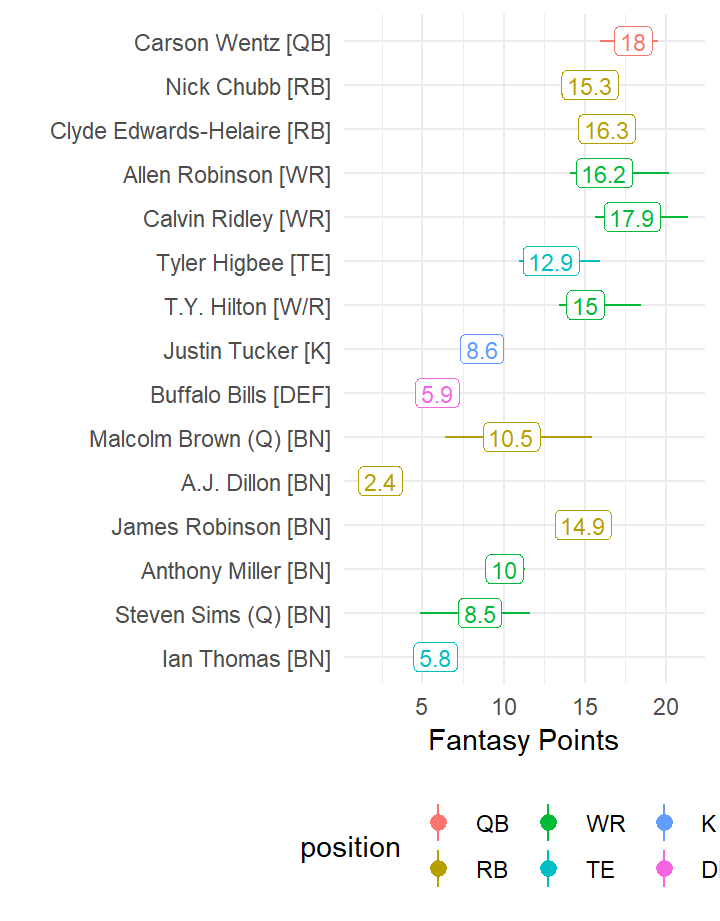 Carson Wentz [QB] 18
Nick Chubb [RB] 15.3
Clyde Edwards-Helaire [RB] 16.3
Allen Robinson [WR] 16.2
Calvin Ridley [WR] 17.9
Tyler Higbee [TE] 12.9
T.Y. Hilton [W/R] 15
Justin Tucker [K] 8.6
Buffalo Bills [DEF] 5.9
Malcolm Brown (Q) [BN] 10.5
A.J. Dillon [BN] 2.4
James Robinson [BN] 14.9
Anthony Miller [BN] 10
Steven Sims (Q) [BN] 8.5
Ian Thomas [BN] 5.8
5 10 15 20
Fantasy Points
position
QB WR K
RB TE